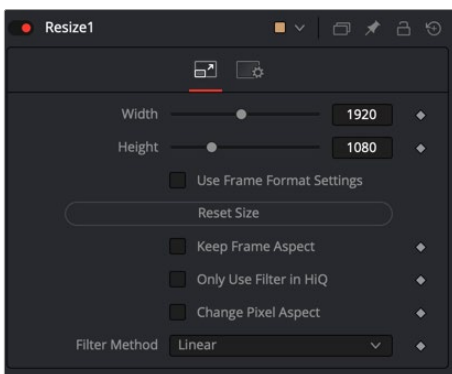 Resize1
Width 1920
Height 1080
Use Frame Format Settings
Reset Size
Keep Frame Aspect
Only Use Filter in HiQ
Change Pixel Aspect
Filter Method Linear